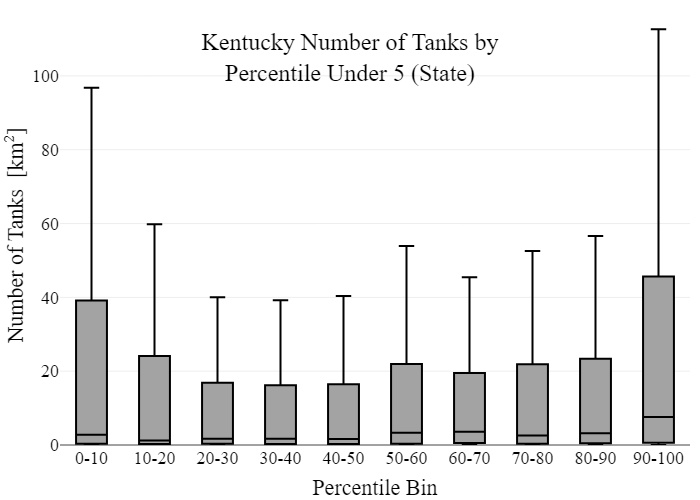 Kentucky Number of Tanks by
Percentile Under 5 (State)
Number of Tanks [km²]
100
80
60
40
20
0
0-10 10-20 20-30 30-40 40-50 50-60 60-70 70-80 80-90 90-100
Percentile Bin